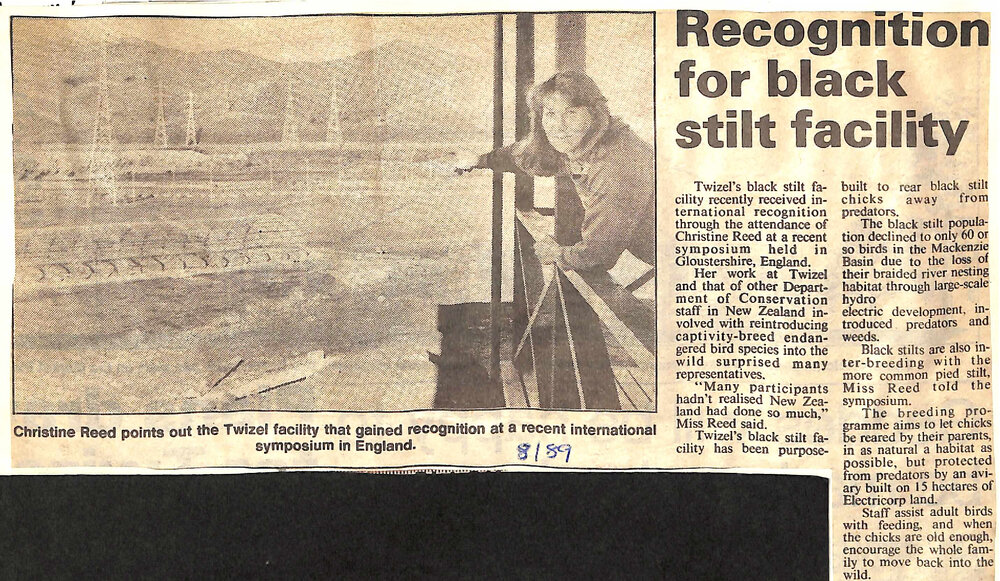 Recognition
for black
stilt facility
Twizel's black stilt fa-
cility recently received in-
ternational recognition
through the attendance of
Christine Reed at a recent
symposium held in
Gloustershire, England.
Her work at Twizel
and that of other Depart-
ment of Conservation
staff in New Zealand in-
volved with reintroducing
captivity-breed endan-
gered bird species into the
wild surprised many
representatives.
"Many participants
hadn't realised New Zea-
land had done so much,"
Miss Reed said.
Twizel's black stilt fa-
cility has been purpose-
built to rear black stilt
chicks away from
predators.
The black stilt popula-
tion declined to only 60 or
so birds in the Mackenzie
Basin due to the loss of
their braided river nesting
habitat through large-scale
hydro
electric development, in-
troduced predators and
weeds.
Black stilts are also in-
ter-breeding with the
more common pied stilt,
Miss Reed told the
symposium.
The breeding pro-
gramme aims to let chicks
be reared by their parents,
in as natural a habitat as
possible, but protected
from predators by an avi-
ary built on 15 hectares of
Electricorp land.
Staff assist adult birds
with feeding, and when
the chicks are old enough,
encourage the whole fam-
ily to move back into the
wild.
Christine Reed points out the Twizel facility that gained recognition at a recent international
symposium in England.
8/89